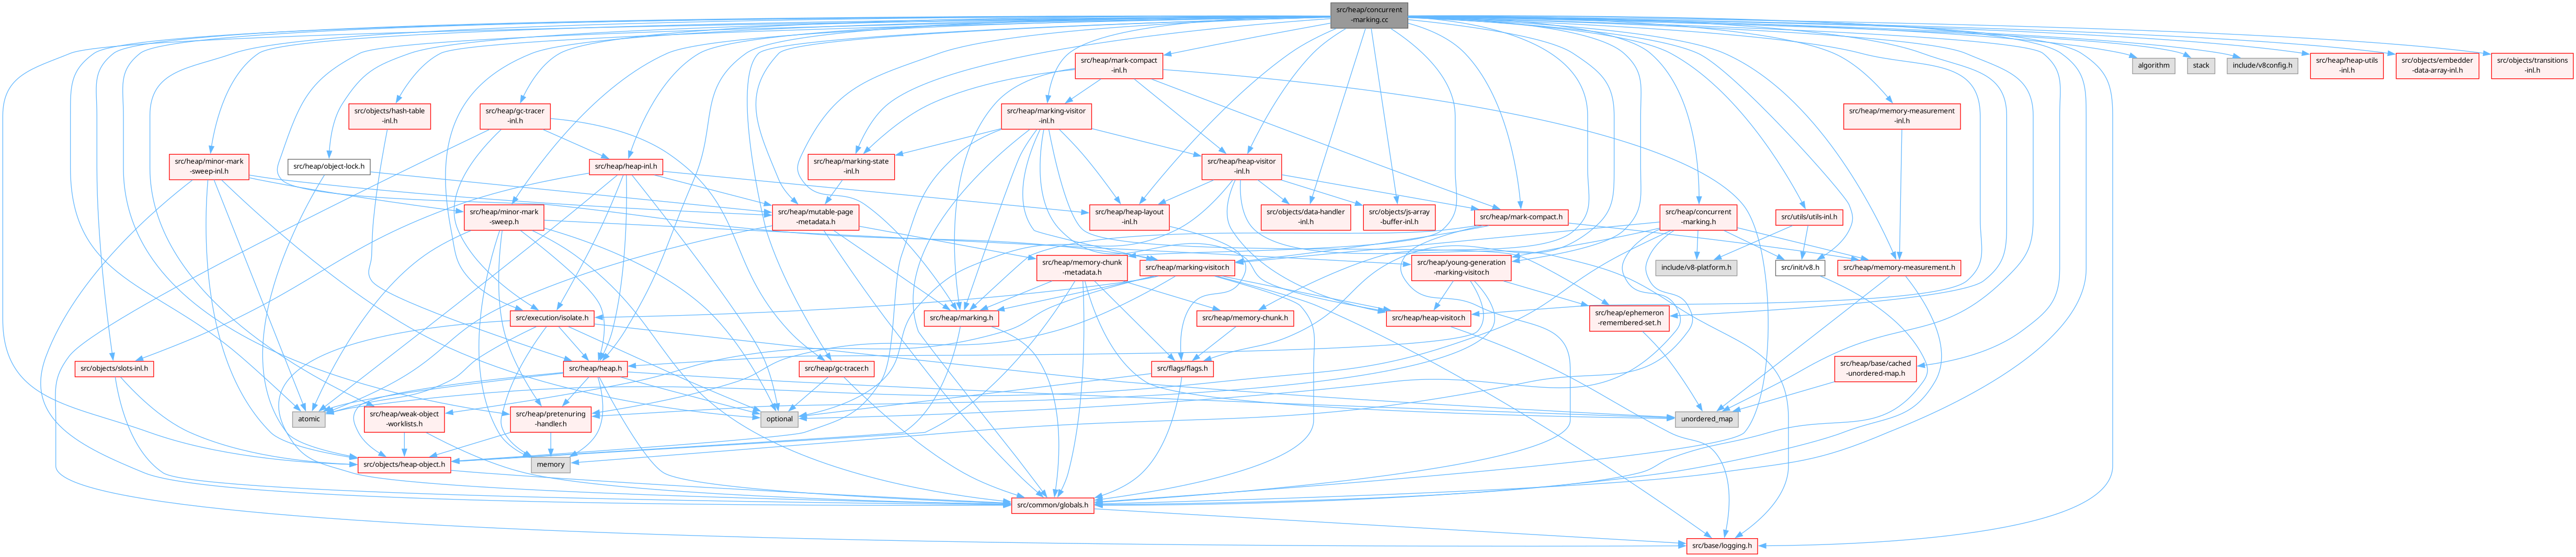 src/heap/concurrent
-marking.cc
src/heap/mark-compact
-inl.h
algorithm
stack
include/v8config.h
src/heap/heap-utils
-inl.h
src/objects/embedder
-data-array-inl.h
src/objects/transitions
-inl.h
src/objects/hash-table
-inl.h
src/heap/gc-tracer
-inl.h
src/heap/marking-visitor
-inl.h
src/heap/memory-measurement
-inl.h
src/heap/minor-mark
-sweep-inl.h
src/heap/object-lock.h
src/heap/heap-inl.h
src/heap/marking-state
-inl.h
src/heap/heap-visitor
-inl.h
src/heap/minor-mark
-sweep.h
src/heap/mutable-page
-metadata.h
src/heap/heap-layout
-inl.h
src/objects/data-handler
-inl.h
src/objects/js-array
-buffer-inl.h
src/heap/mark-compact.h
src/heap/concurrent
-marking.h
src/utils/utils-inl.h
src/heap/memory-chunk
-metadata.h
src/heap/marking-visitor.h
src/heap/young-generation
-marking-visitor.h
include/v8-platform.h
src/init/v8.h
src/heap/memory-measurement.h
src/execution/isolate.h
src/heap/marking.h
src/heap/memory-chunk.h
src/heap/heap-visitor.h
src/heap/ephemeron
-remembered-set.h
src/objects/slots-inl.h
src/heap/heap.h
src/heap/gc-tracer.h
src/flags/flags.h
src/heap/base/cached
-unordered-map.h
atomic
src/heap/weak-object
-worklists.h
src/heap/pretenuring
-handler.h
optional
unordered_map
src/objects/heap-object.h
memory
src/common/globals.h
src/base/logging.h